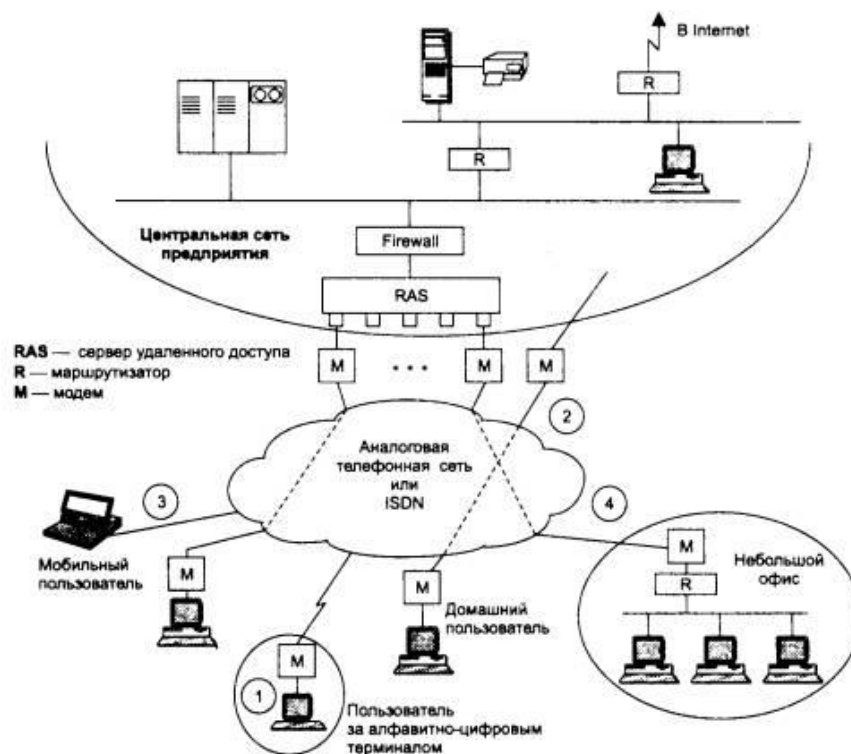 В Internet
R
R
Центральная сеть
предприятия
Firewall
RAS
RAS — сервер удаленного доступа
R — маршрутизатор
M — модем
M
• • •
M
M
2
Аналоговая
телефонная сеть
или
ISDN
3
4
Мобильный
пользователь
M
M
Домашний
пользователь
M
R
Небольшой
офис
1
M
Пользователь
за алфавитно-цифровым
терминалом